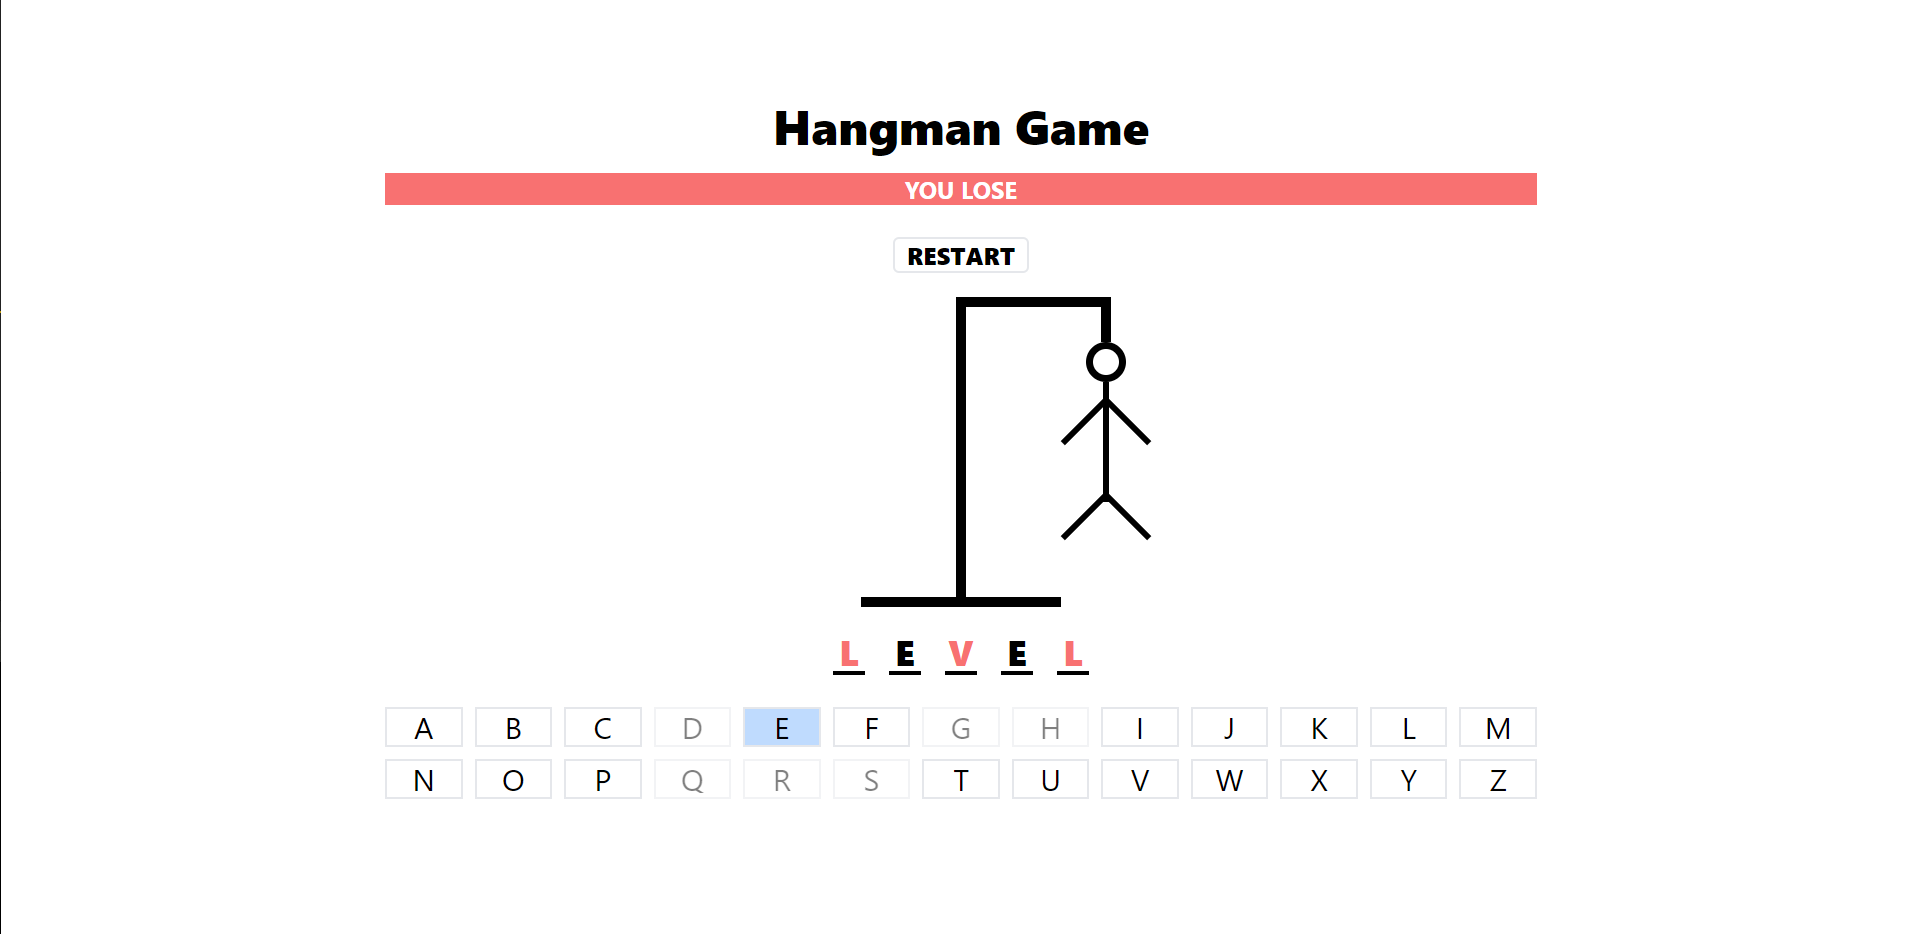 Hangman Game
YOU LOSE
RESTART
L E V E L
A B C D E F G H I J K L M
N O P Q R S T U V W X Y Z